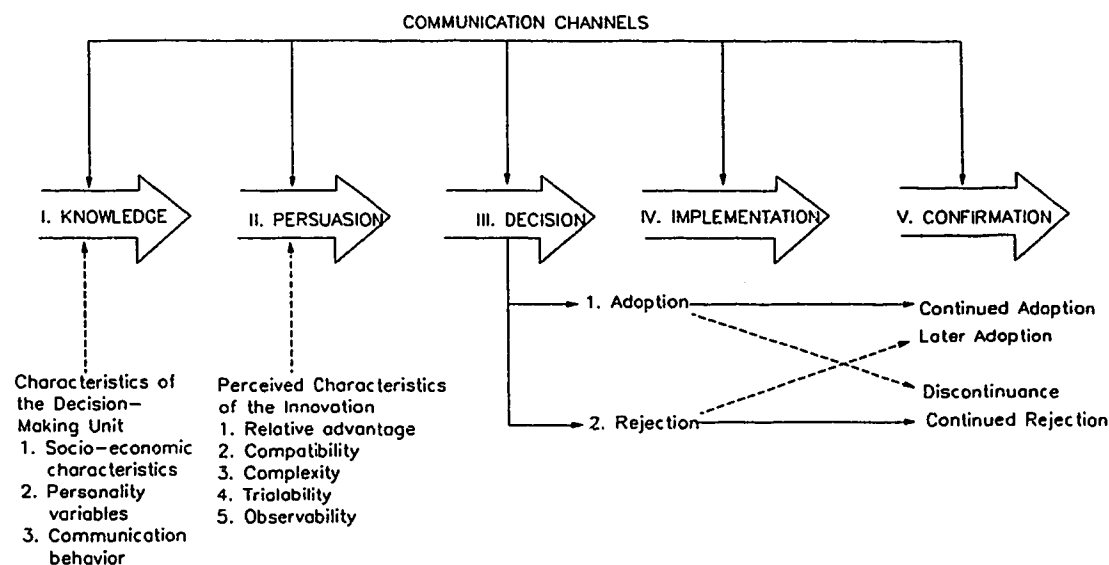 COMMUNICATION CHANNELS
I. KNOWLEDGE
II. PERSUASION
III. DECISION
IV. IMPLEMENTATION
V. CONFIRMATION
1. Adoption
Continued Adoption
Later Adoption
Discontinuance
2. Rejection
Continued Rejection
Characteristics of
the Decision-
Making Unit
1. Socio-economic
characteristics
2. Personality
variables
3. Communication
behavior
Perceived Characteristics
of the Innovation
1. Relative advantage
2. Compatibility
3. Complexity
4. Trialability
5. Observability